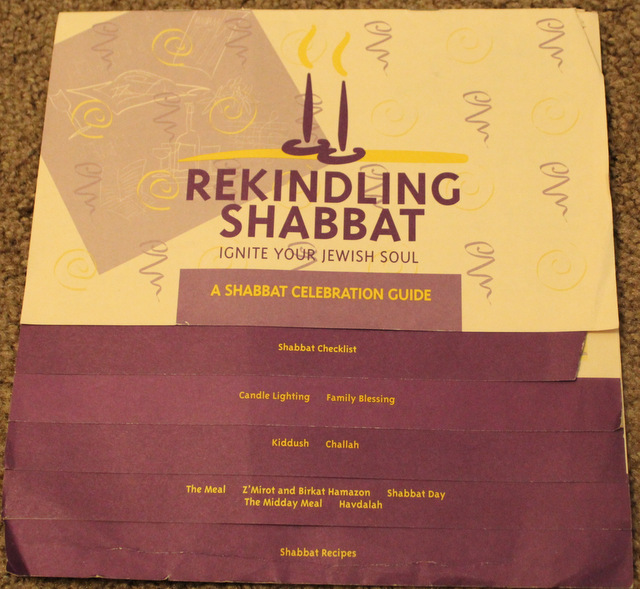 REKINDLING
SHABBAT
IGNITE YOUR JEWISH SOUL
A SHABBAT CELEBRATION GUIDE
Shabbat Checklist
Candle Lighting Family Blessing
Kiddush Challah
The Meal Z'Mirot and Birkat Hamazon Shabbat Day
The Midday Meal Havdalah
Shabbat Recipes